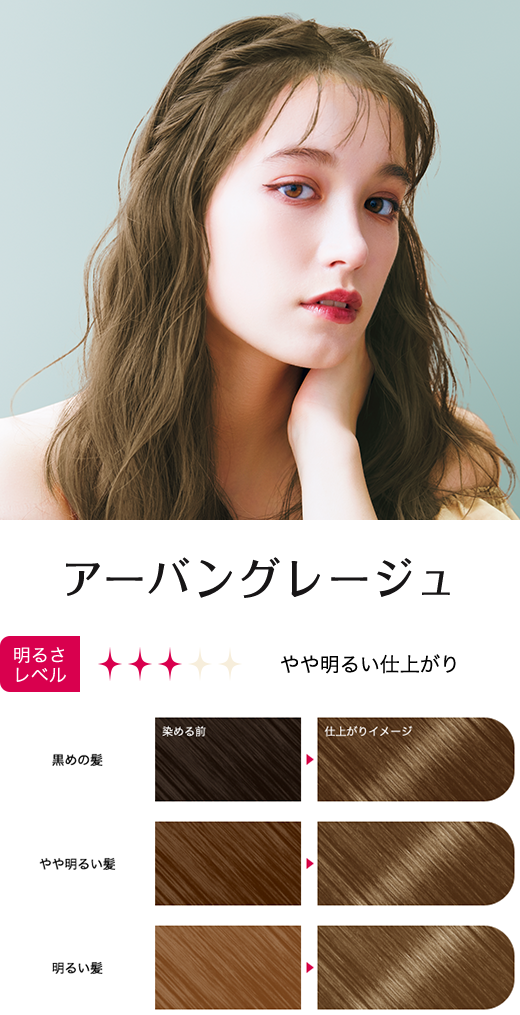 アーバングレージュ
明るさ
レベル
やや明るい仕上がり
染める前
仕上がりイメージ
黒めの髪
やや明るい髪
明るい髪